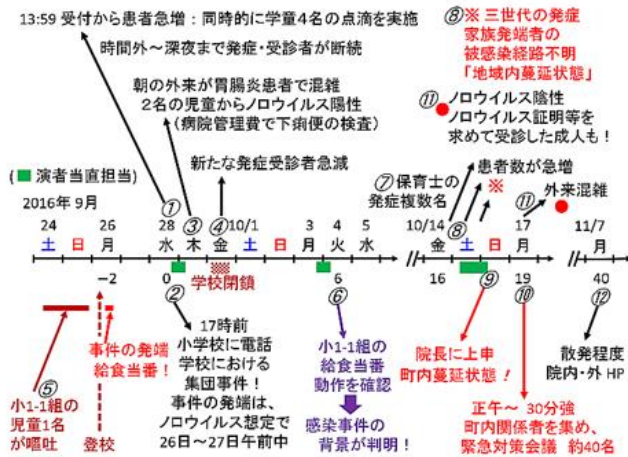 13:59 受付から患者急増：同時的に学童4名の点滴を実施
時間外～深夜まで発症・受診者が断続
朝の外来が胃腸炎患者で混雑
2名の児童からノロウイルス陽性
(病院管理費で下痢便の検査)
新たな発症受診者急減
⑧ ※ 三世代の発症
家族発端者の
被感染経路不明
「地域内蔓延状態」
⑪ ノロウイルス陰性
ノロウイルス証明等を
求めて受診した成人も！
患者数が急増
⑦ 保育士の
発症複数名
※
⑪ 外来混雑
(■ 演者当直担当)
2016年 9月
① ③ ④ ⑧
24 26 28 30 10/1 3 4 5 10/14 17 11/7
土 日 月 水 木 金 土 日 月 火 水 金 土 日 月 月
−2 0 学校閉鎖 6 16 19 40
② ⑥ ⑨ ⑩ ⑫
事件の発端
給食当番！
⑤
小1-1組の
児童1名
が嘔吐
登校
17時前
小学校に電話
学校における
集団事件！
事件の発端は、
ノロウイルス想定で
26日～27日午前中
小1-1組の
給食当番
動作を確認
感染事件の
背景が判明！
院長に上申
町内蔓延状態！
正午～ 30分強
町内関係者を集め、
緊急対策会議 約40名
散発程度
院内・外 HP